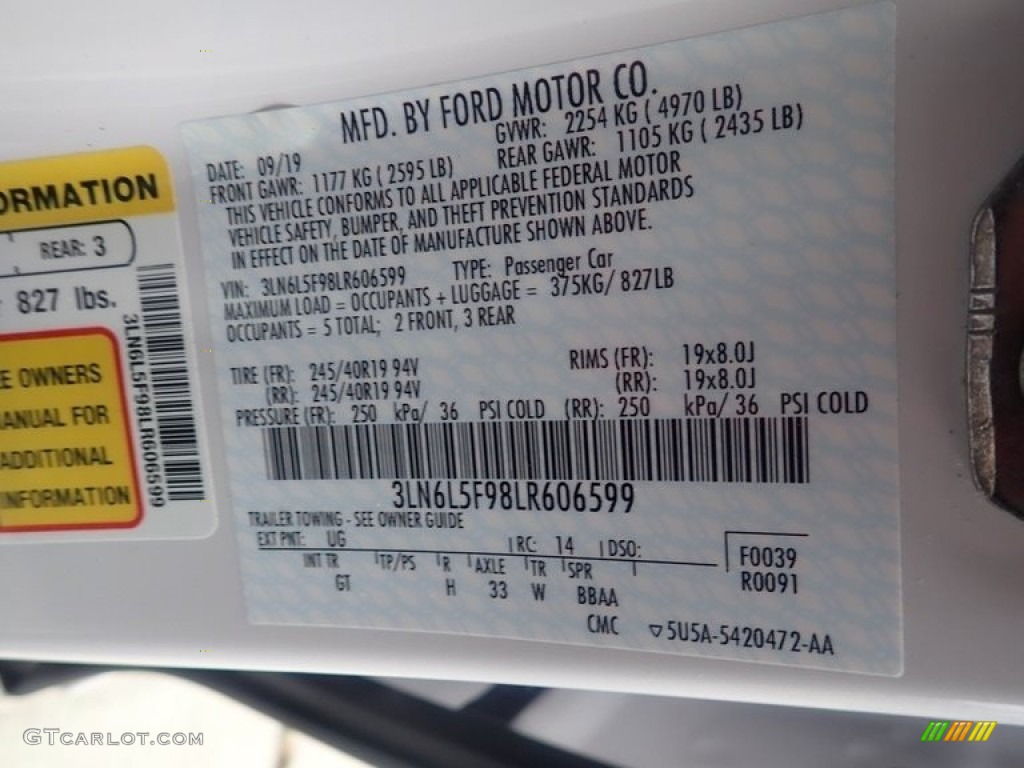 MFD. BY FORD MOTOR CO.
DATE: 09/19 GVWR: 2254 KG ( 4970 LB)
FRONT GAWR: 1177 KG ( 2595 LB) REAR GAWR: 1105 KG ( 2435 LB)
THIS VEHICLE CONFORMS TO ALL APPLICABLE FEDERAL MOTOR
VEHICLE SAFETY, BUMPER, AND THEFT PREVENTION STANDARDS
IN EFFECT ON THE DATE OF MANUFACTURE SHOWN ABOVE.
VIN: 3LN6L5F98LR606599 TYPE: Passenger Car
MAXIMUM LOAD = OCCUPANTS + LUGGAGE = 375KG/ 827LB
OCCUPANTS = 5 TOTAL; 2 FRONT, 3 REAR
TIRE (FR): 245/40R19 94V RIMS (FR): 19x8.0J
(RR): 245/40R19 94V (RR): 19x8.0J
PRESSURE (FR): 250 kPa/ 36 PSI COLD (RR): 250 kPa/ 36 PSI COLD
3LN6L5F98LR606599
TRAILER TOWING - SEE OWNER GUIDE
EXT PNT: UG RC: 14 DSO:
INT TR TP/PS R AXLE TR SPR
GT H 33 W BBAA
F0039
R0091
CMC ▽5U5A-5420472-AA
ORMATION
REAR: 3
827 lbs.
E OWNERS
MANUAL FOR
ADDITIONAL
INFORMATION
3LN6L5F98LR606599
GTCarlot.com